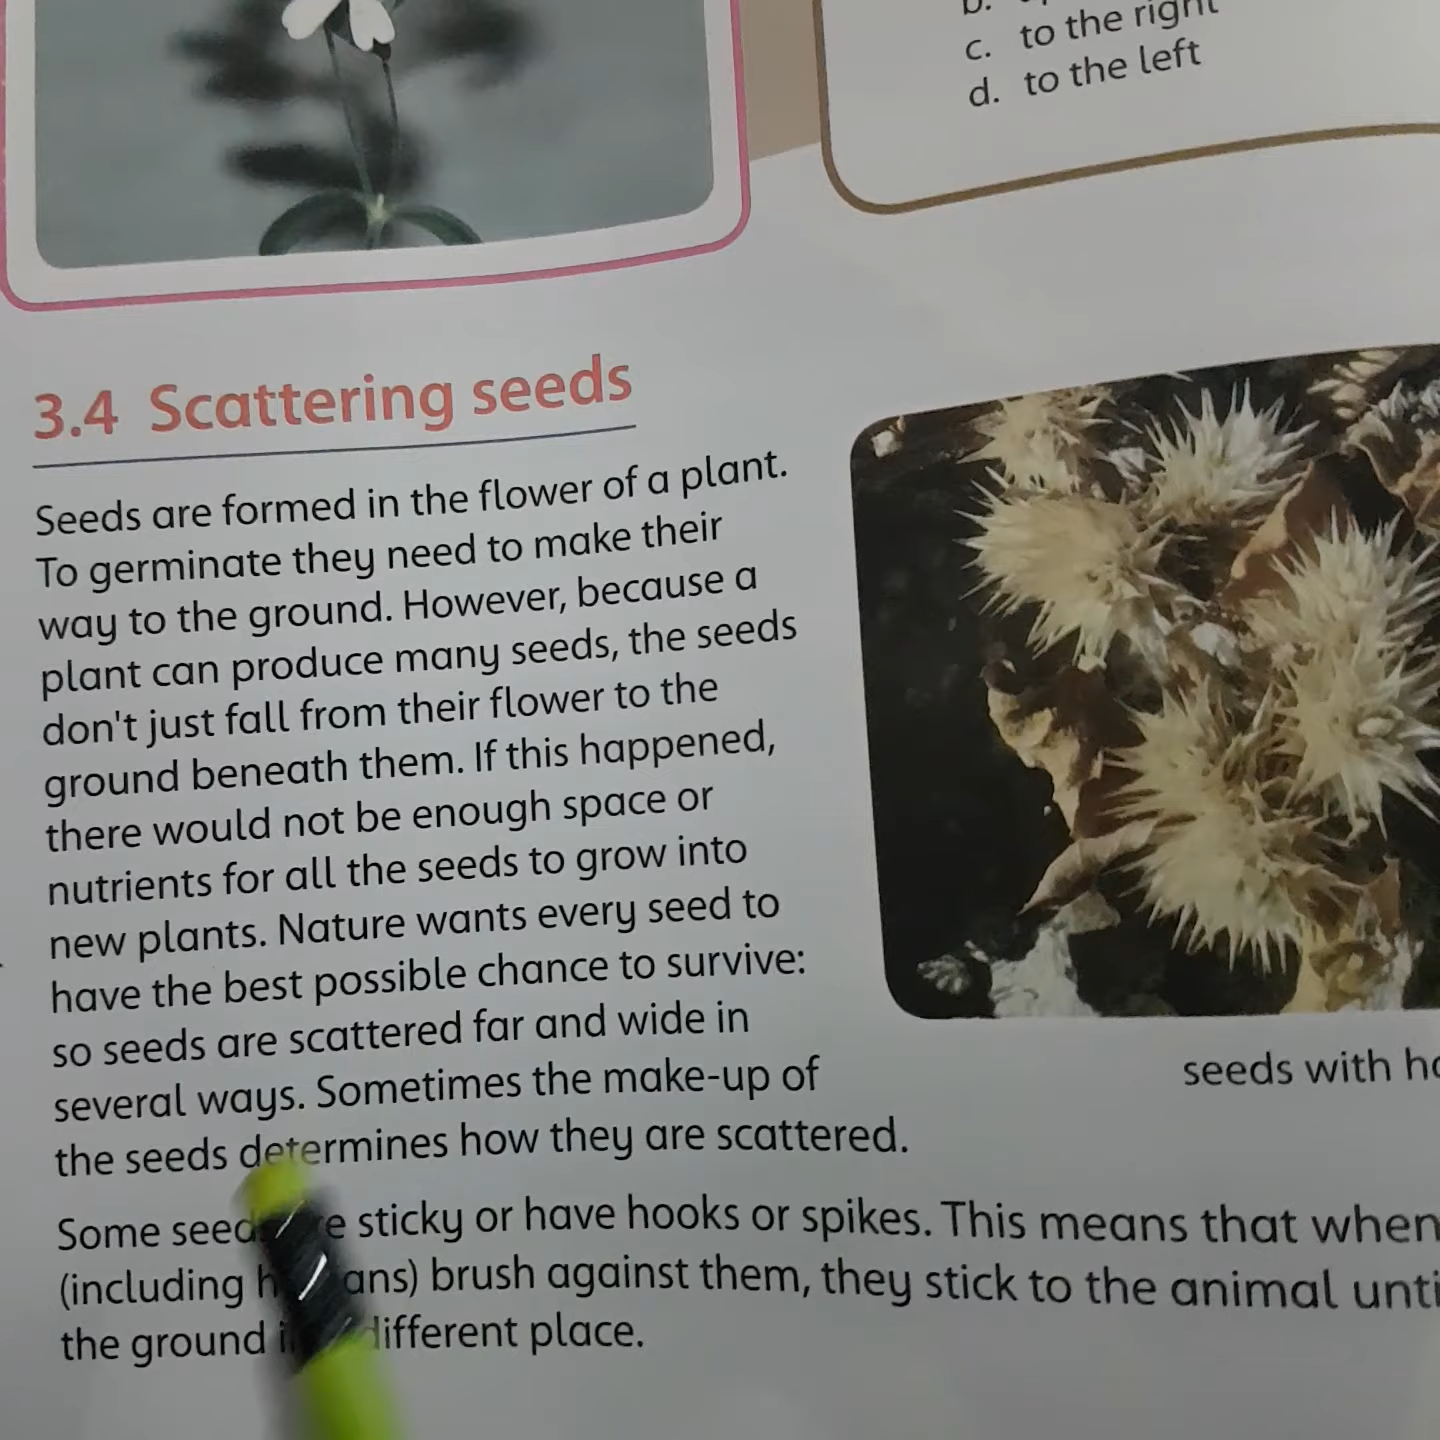 c. to the right
d. to the left
3.4 Scattering seeds
Seeds are formed in the flower of a plant.
To germinate they need to make their
way to the ground. However, because a
plant can produce many seeds, the seeds
don't just fall from their flower to the
ground beneath them. If this happened,
there would not be enough space or
nutrients for all the seeds to grow into
new plants. Nature wants every seed to
have the best possible chance to survive:
so seeds are scattered far and wide in
several ways. Sometimes the make-up of
the seeds determines how they are scattered.
seeds with
Some sticky or have hooks or spikes. This means that when
(including brush against them, they stick to the animal
the ground different place.